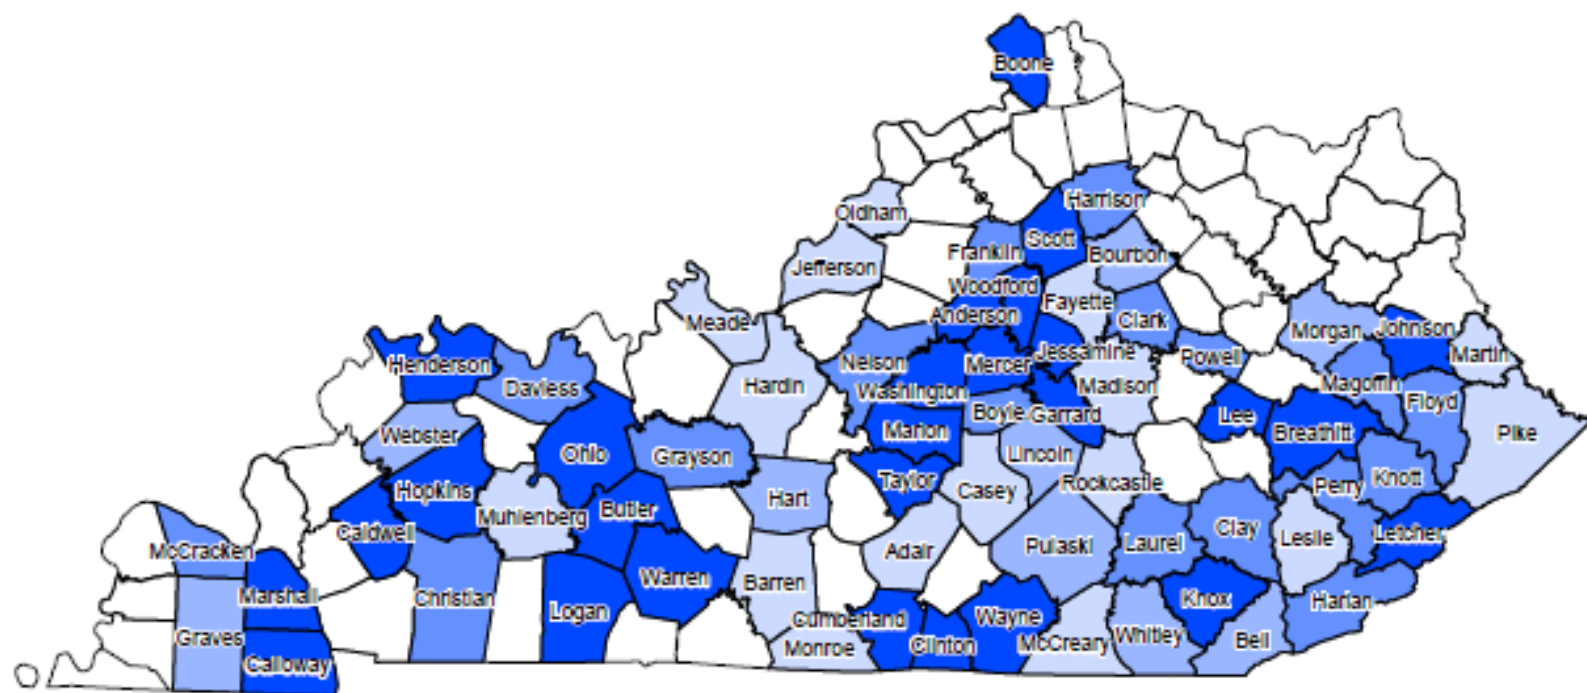 Boone
Harrison
Oldham
Scott
Franklin
Bourbon
Jefferson
Woodford
Fayette
Anderson
Clark
Meade
Morgan
Johnson
Jessamine
Powell
Martin
Henderson
Nelson
Mercer
Daviess
Hardin
Washington
Madison
Magoffin
Floyd
Boyle
Garrard
Lee
Marion
Breathitt
Pike
Webster
Ohio
Grayson
Lincoln
Knott
Taylor
Rockcastle
Perry
Hopkins
Casey
Hart
Butler
Muhlenberg
Clay
Caldwell
Letcher
Leslie
Pulaski
Laurel
McCracken
Adair
Warren
Barren
Marshall
Christian
Knox
Harlan
Logan
Cumberland
Wayne
Graves
Whitley
McCreary
Bell
Clinton
Monroe
Calloway